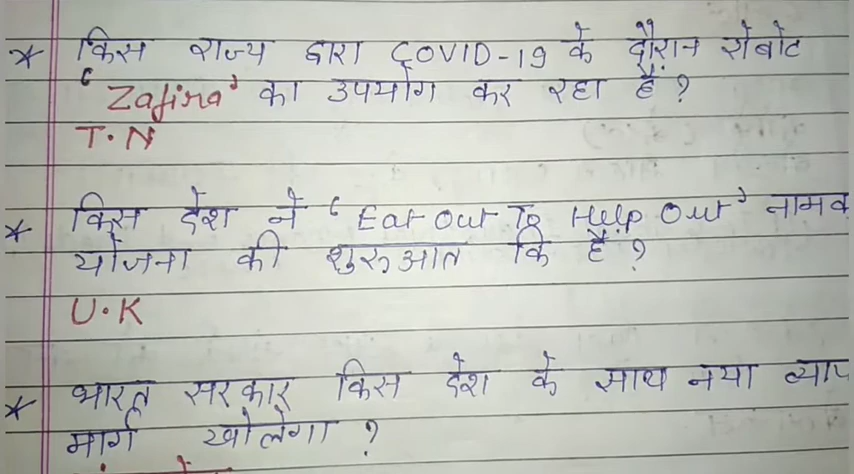 * किस राज्य द्वारा COVID-19 के दौरान रोबोट
'Zafira' का उपयोग कर रहा है ?
T.N
* किस देश ने 'Eat Out To Help Out' नामक
योजना की शुरुआत कि है ?
U.K
* भारत सरकार किस देश के साथ नया व्याप
मार्ग खोलेगा ?